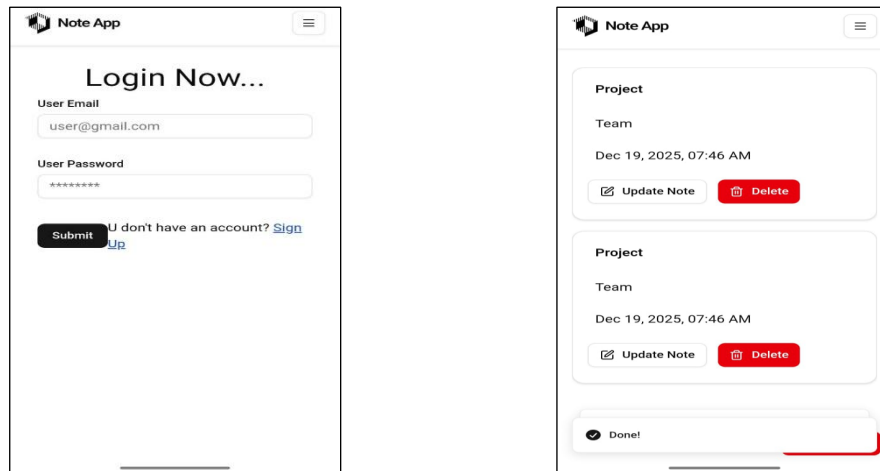 Note App
Login Now...
User Email
user@gmail.com
User Password
********
Submit
U don't have an account? Sign
Up
Note App
Project
Team
Dec 19, 2025, 07:46 AM
Update Note Delete
Project
Team
Dec 19, 2025, 07:46 AM
Update Note Delete
Done!